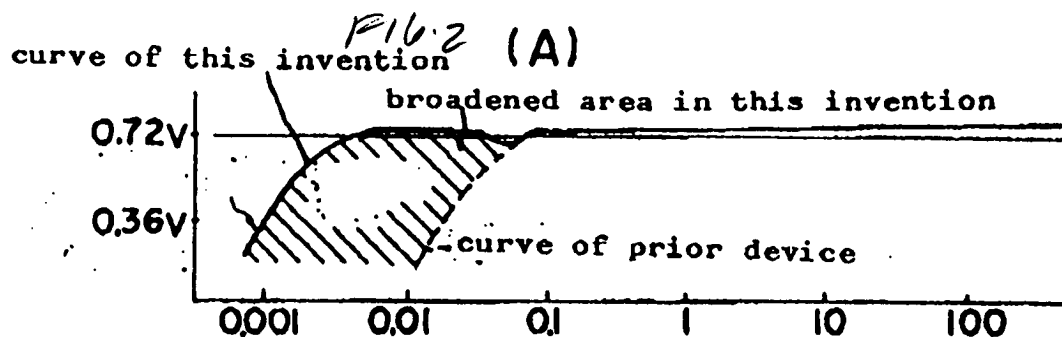 FIG.2 (A)
curve of this invention
broadened area in this invention
0.72V
0.36V
curve of prior device
0.001 0.01 0.1 1 10 100